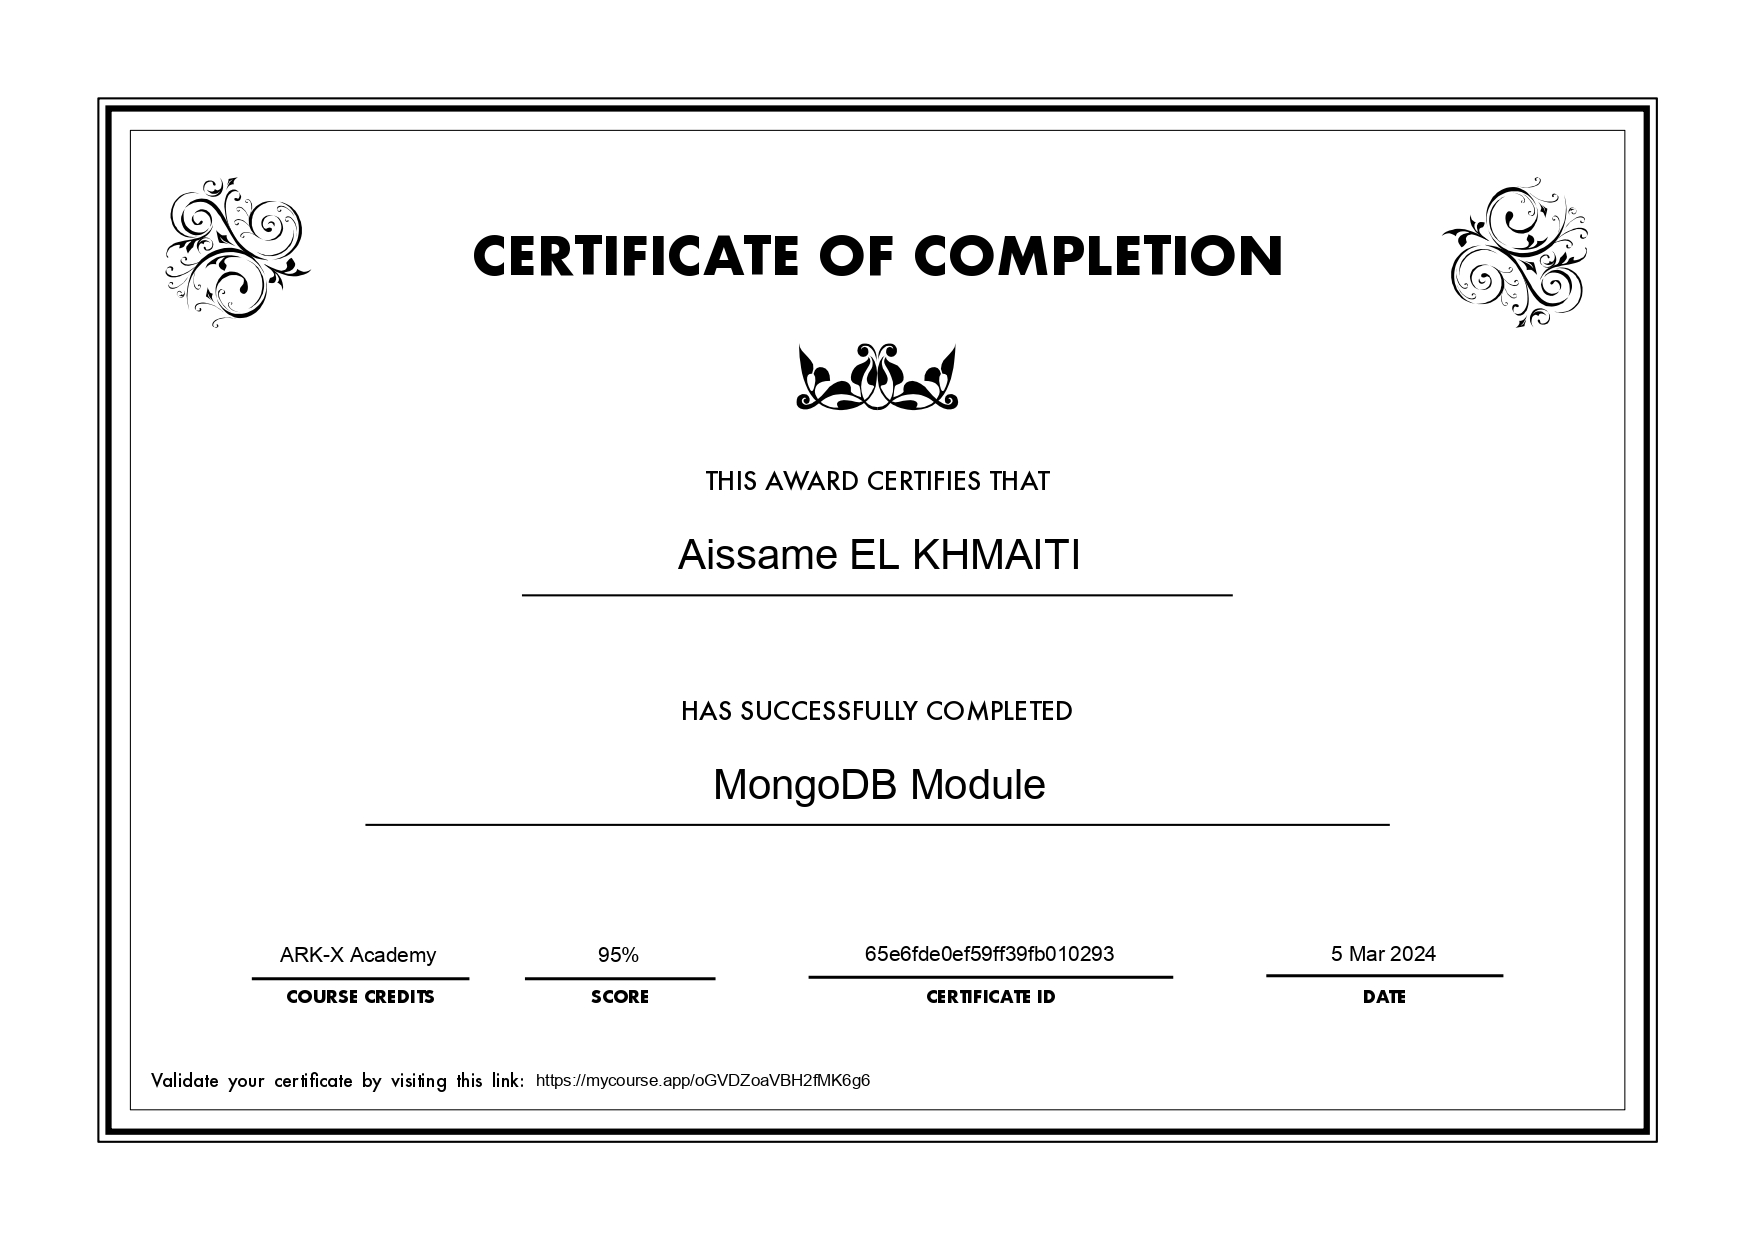 CERTIFICATE OF COMPLETION
THIS AWARD CERTIFIES THAT
Aissame EL KHMAITI
HAS SUCCESSFULLY COMPLETED
MongoDB Module
ARK-X Academy
COURSE CREDITS
95%
SCORE
65e6fde0ef59ff39fb010293
CERTIFICATE ID
5 Mar 2024
DATE
Validate your certificate by visiting this link: https://mycourse.app/oGVDZoaVBH2fMK6g6